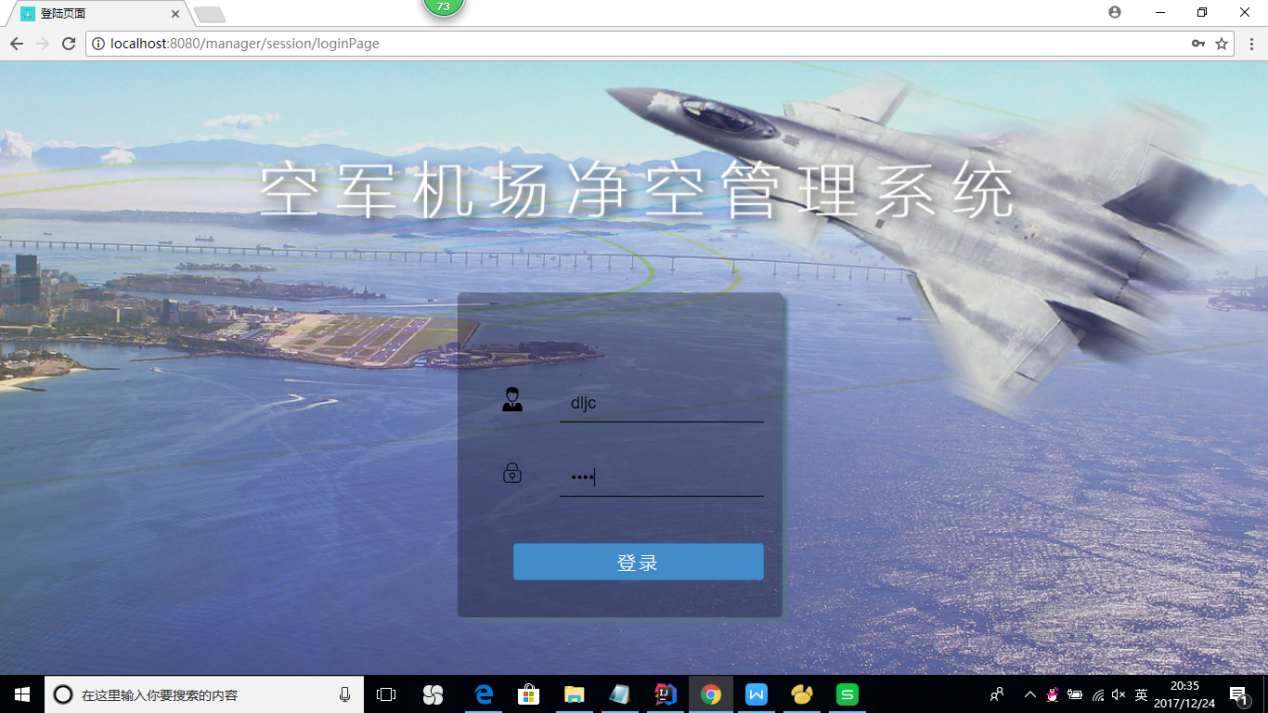 登陆页面
73
localhost:8080/manager/session/loginPage
空军机场净空管理系统
dljc
••••
登录
在这里输入你要搜索的内容
英
20:35
2017/12/24
1